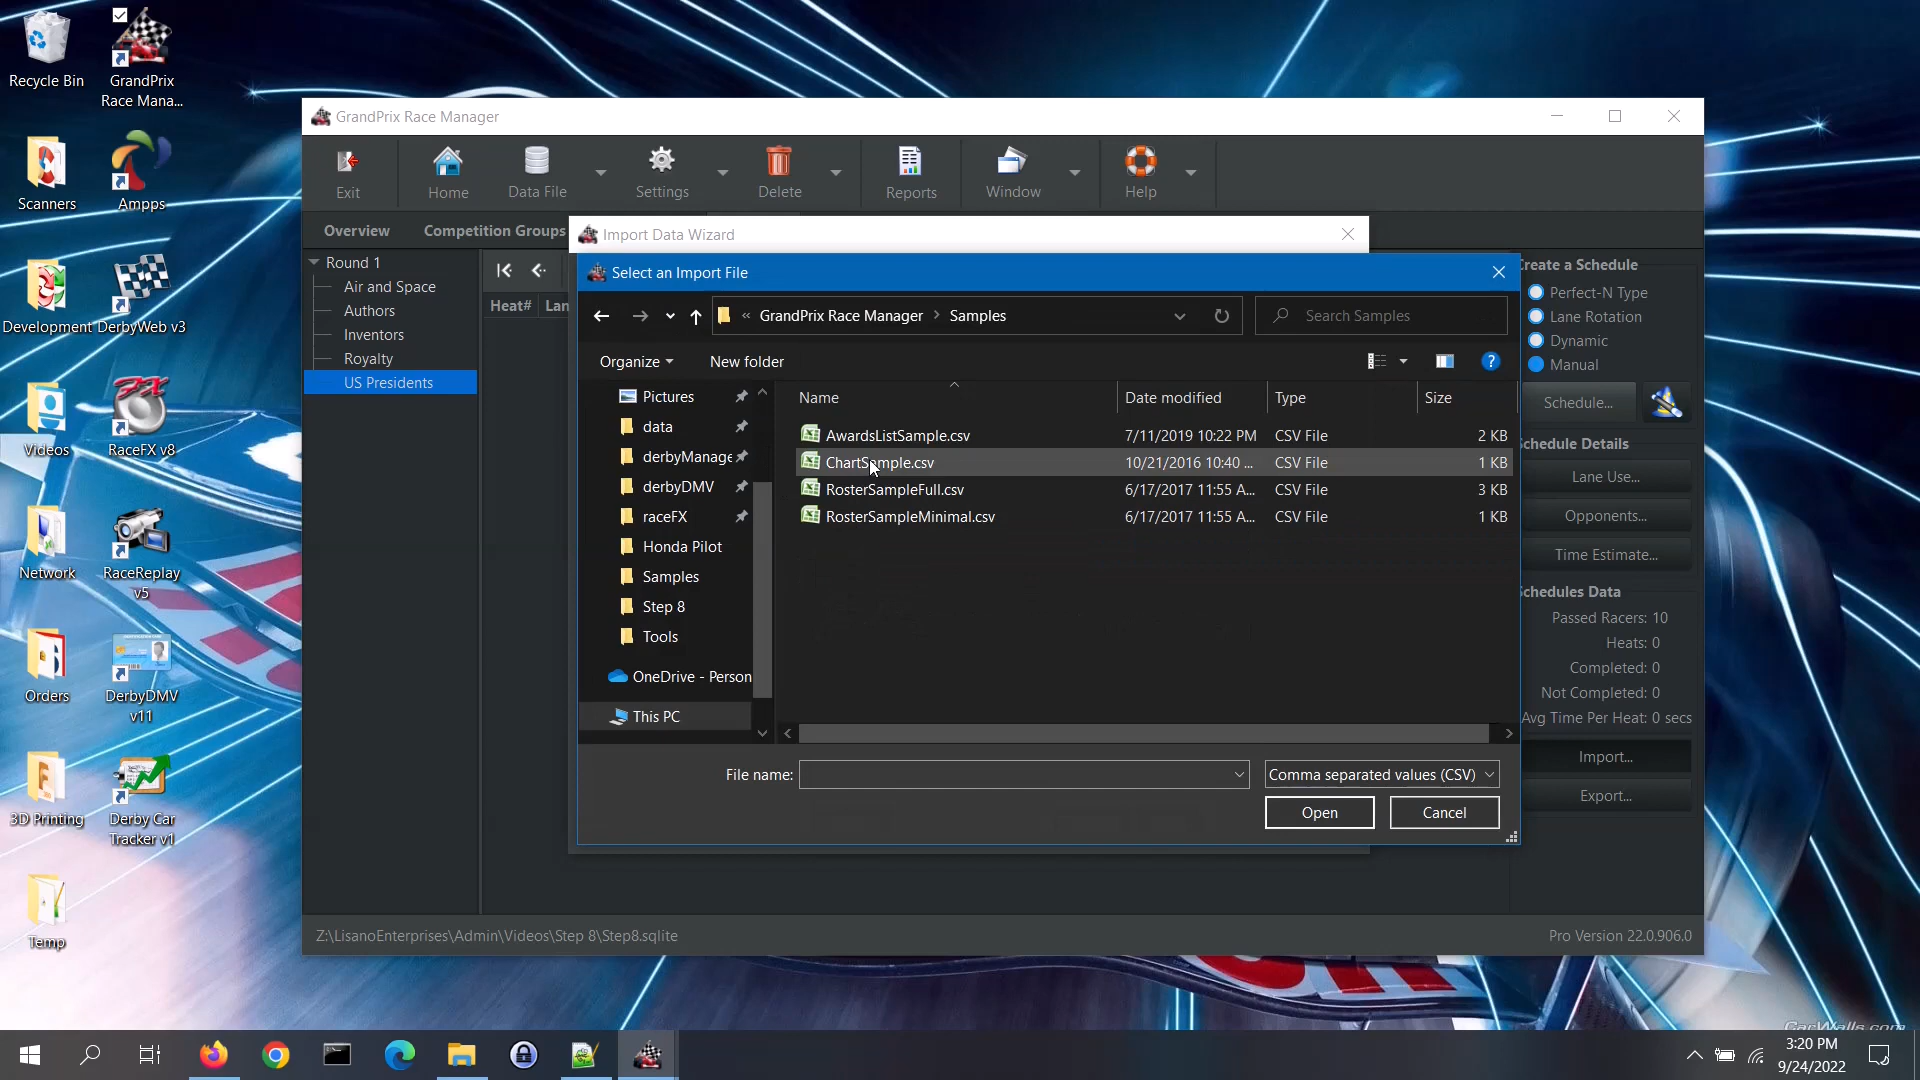 Recycle Bin
GrandPrix
Race Mana...
Scanners
Ampps
Development
DerbyWeb v3
Videos
RaceFX v8
Network
RaceReplay
v5
Orders
DerbyDMV
v11
3D Printing
Derby Car
Tracker v1
Temp
GrandPrix Race Manager
Exit
Home
Data File
Settings
Delete
Reports
Window
Help
Overview
Competition Groups
Round 1
Air and Space
Authors
Inventors
Royalty
US Presidents
Heat# Lan
Import Data Wizard
Select an Import File
« GrandPrix Race Manager > Samples
Search Samples
Organize
New folder
Pictures
data
derbyManage
derbyDMV
raceFX
Honda Pilot
Samples
Step 8
Tools
OneDrive - Person
This PC
Name Date modified Type Size
AwardsListSample.csv 7/11/2019 10:22 PM CSV File 2 KB
ChartSample.csv 10/21/2016 10:40 ... CSV File 1 KB
RosterSampleFull.csv 6/17/2017 11:55 A... CSV File 3 KB
RosterSampleMinimal.csv 6/17/2017 11:55 A... CSV File 1 KB
File name:
Comma separated values (CSV)
Open
Cancel
Create a Schedule
Perfect-N Type
Lane Rotation
Dynamic
Manual
Schedule...
Schedule Details
Lane Use...
Opponents...
Time Estimate...
Schedules Data
Passed Racers: 10
Heats: 0
Completed: 0
Not Completed: 0
Avg Time Per Heat: 0 secs
Import...
Export...
Z:\LisanoEnterprises\Admin\Videos\Step 8\Step8.sqlite
Pro Version 22.0.906.0
CarWalls.com
3:20 PM
9/24/2022